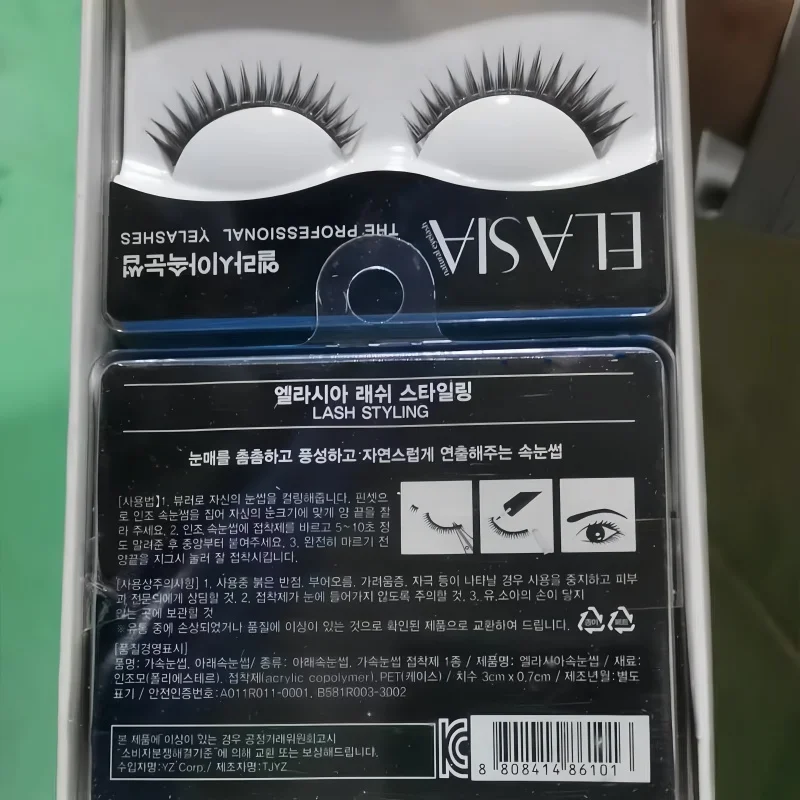 ELASIA
natural eyelash
THE PROFESSIONAL YELASHES
엘라시아속눈썹
엘라시아 래쉬 스타일링
LASH STYLING
눈매를 촘촘하고 풍성하고·자연스럽게 연출해주는 속눈썹
[사용법]1. 뷰러로 자신의 눈썹을 컬링해줍니다. 핀셋으
로 인조 속눈썹을 집어 자신의 눈크기에 맞게 양 끝을 잘
라 주세요. 2. 인조 속눈썹에 접착제를 바르고 5~10초 정
도 말려준 후 중앙부터 붙여주세요. 3. 완전히 마르기 전
양끝을 지그시 눌러 잘 접착시킵니다.
[사용상주의사항] 1. 사용중 붉은 반점, 부어오름, 가려움증, 자극 등이 나타날 경우 사용을 중지하고 피부
과 전문의에게 상담할 것. 2. 접착제가 눈에 들어가지 않도록 주의할 것. 3. 유.소아의 손이 닿지
않는 곳에 보관할 것
※유통 중에 손상되었거나 품질에 이상이 있는 것으로 확인된 제품으로 교환하여 드립니다.
[품질경영표시]
품명: 가속눈썹, 아래속눈썹/ 종류: 아래속눈썹, 가속눈썹 접착제 1종 / 제품명: 엘라시아속눈썹 / 재료:
인조모(폴리에스테르), 접착제(acrylic copolymer), PET(케이스) / 치수 3cm x 0.7cm / 제조년월:별도
표기 / 안전인증번호: A011R011-0001, B581R003-3002
본 제품에 이상이 있는 경우 공정거래위원회고시
"소비자분쟁해결기준"에 의해 교환 또는 보상해드립니다.
수입자명:YZ Corp./ 제조자명:TJYZ
8 808414 86101